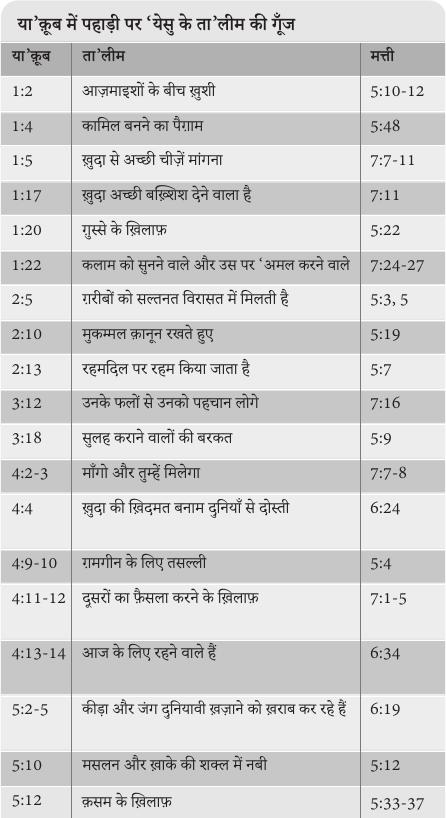 या’क़ूब में पहाड़ी पर ‘येसु के ता’लीम की गूँज
या’क़ूब ता’लीम मत्ती
1:2 आज़माइशों के बीच ख़ुशी 5:10-12
1:4 कामिल बनने का पैग़ाम 5:48
1:5 ख़ुदा से अच्छी चीज़ें मांगना 7:7-11
1:17 ख़ुदा अच्छी बख़्शिश देने वाला है 7:11
1:20 ग़ुस्से के ख़िलाफ़ 5:22
1:22 कलाम को सुनने वाले और उस पर ‘अमल करने वाले 7:24-27
2:5 ग़रीबों को सल्तनत विरासत में मिलती है 5:3, 5
2:10 मुकम्मल क़ानून रखते हुए 5:19
2:13 रहमदिल पर रहम किया जाता है 5:7
3:12 उनके फलों से उनको पहचान लोगे 7:16
3:18 सुलह कराने वालों की बरकत 5:9
4:2-3 माँगो और तुम्हें मिलेगा 7:7-8
4:4 ख़ुदा की ख़िदमत बनाम दुनियाँ से दोस्ती 6:24
4:9-10 ग़मगीन के लिए तसल्ली 5:4
4:11-12 दूसरों का फ़ैसला करने के ख़िलाफ़ 7:1-5
4:13-14 आज के लिए रहने वाले हैं 6:34
5:2-5 कीड़ा और जंग दुनियावी ख़ज़ाने को ख़राब कर रहे हैं 6:19
5:10 मसलन और ख़ाके की शक्ल में नबी 5:12
5:12 क़सम के ख़िलाफ़ 5:33-37